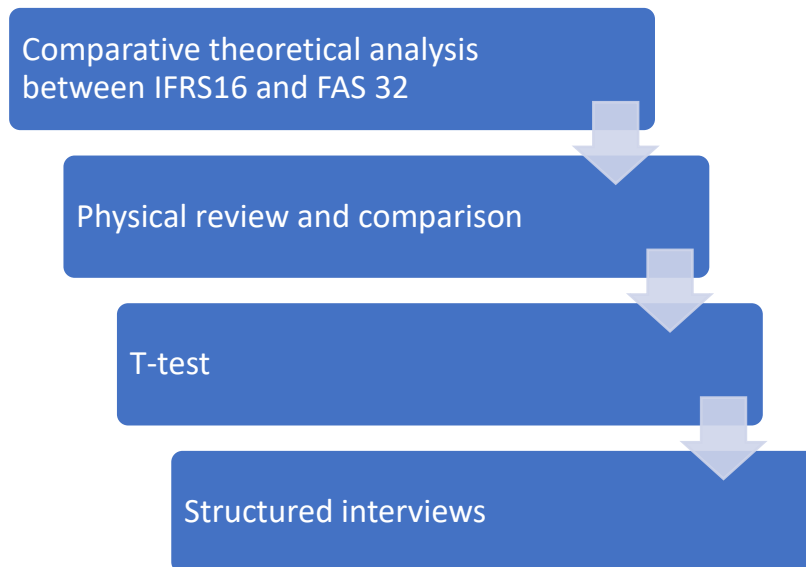 Comparative theoretical analysis
between IFRS16 and FAS 32
Physical review and comparison
T-test
Structured interviews